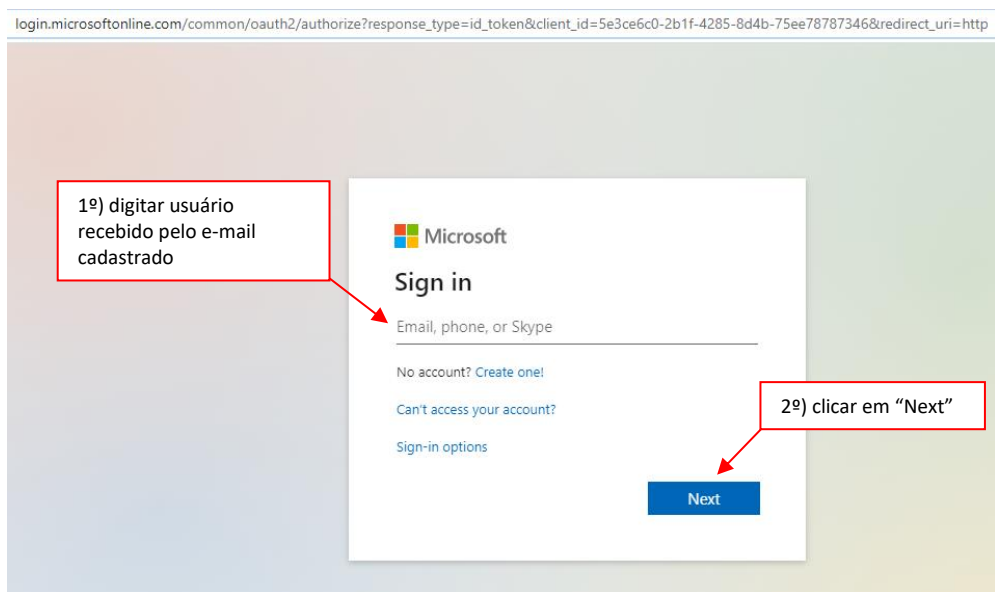 login.microsoftonline.com/common/oauth2/authorize?response_type=id_token&client_id=5e3ce6c0-2b1f-4285-8d4b-75ee78787346&redirect_uri=http
1º) digitar usuário
recebido pelo e-mail
cadastrado
Microsoft
Sign in
Email, phone, or Skype
No account? Create one!
Can't access your account?
2º) clicar em “Next”
Sign-in options
Next